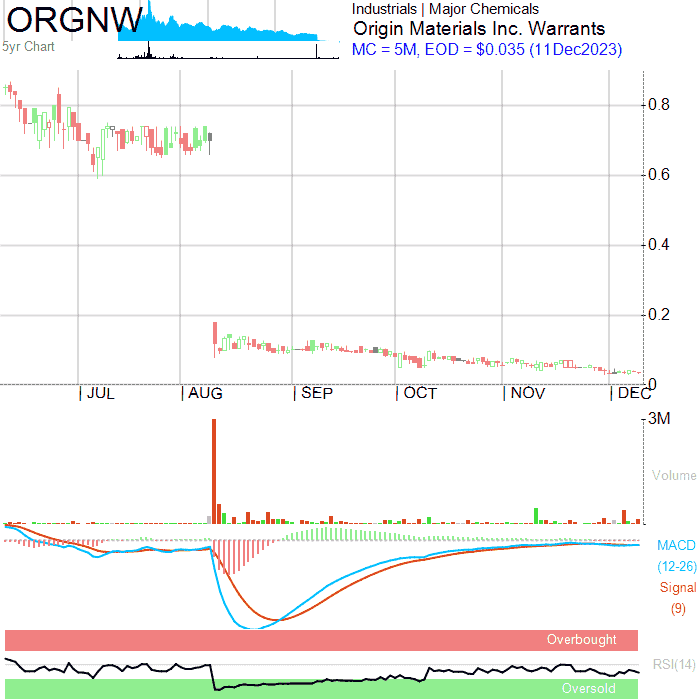 ORGNW
5yr Chart
Industrials | Major Chemicals
Origin Materials Inc. Warrants
MC = 5M, EOD = $0.035 (11Dec2023)
0.8
0.6
0.4
0.2
0
| JUL
| AUG
| SEP
| OCT
| NOV
| DEC
3M
Volume
MACD
(12-26)
Signal
(9)
Overbought
RSI(14)
Oversold